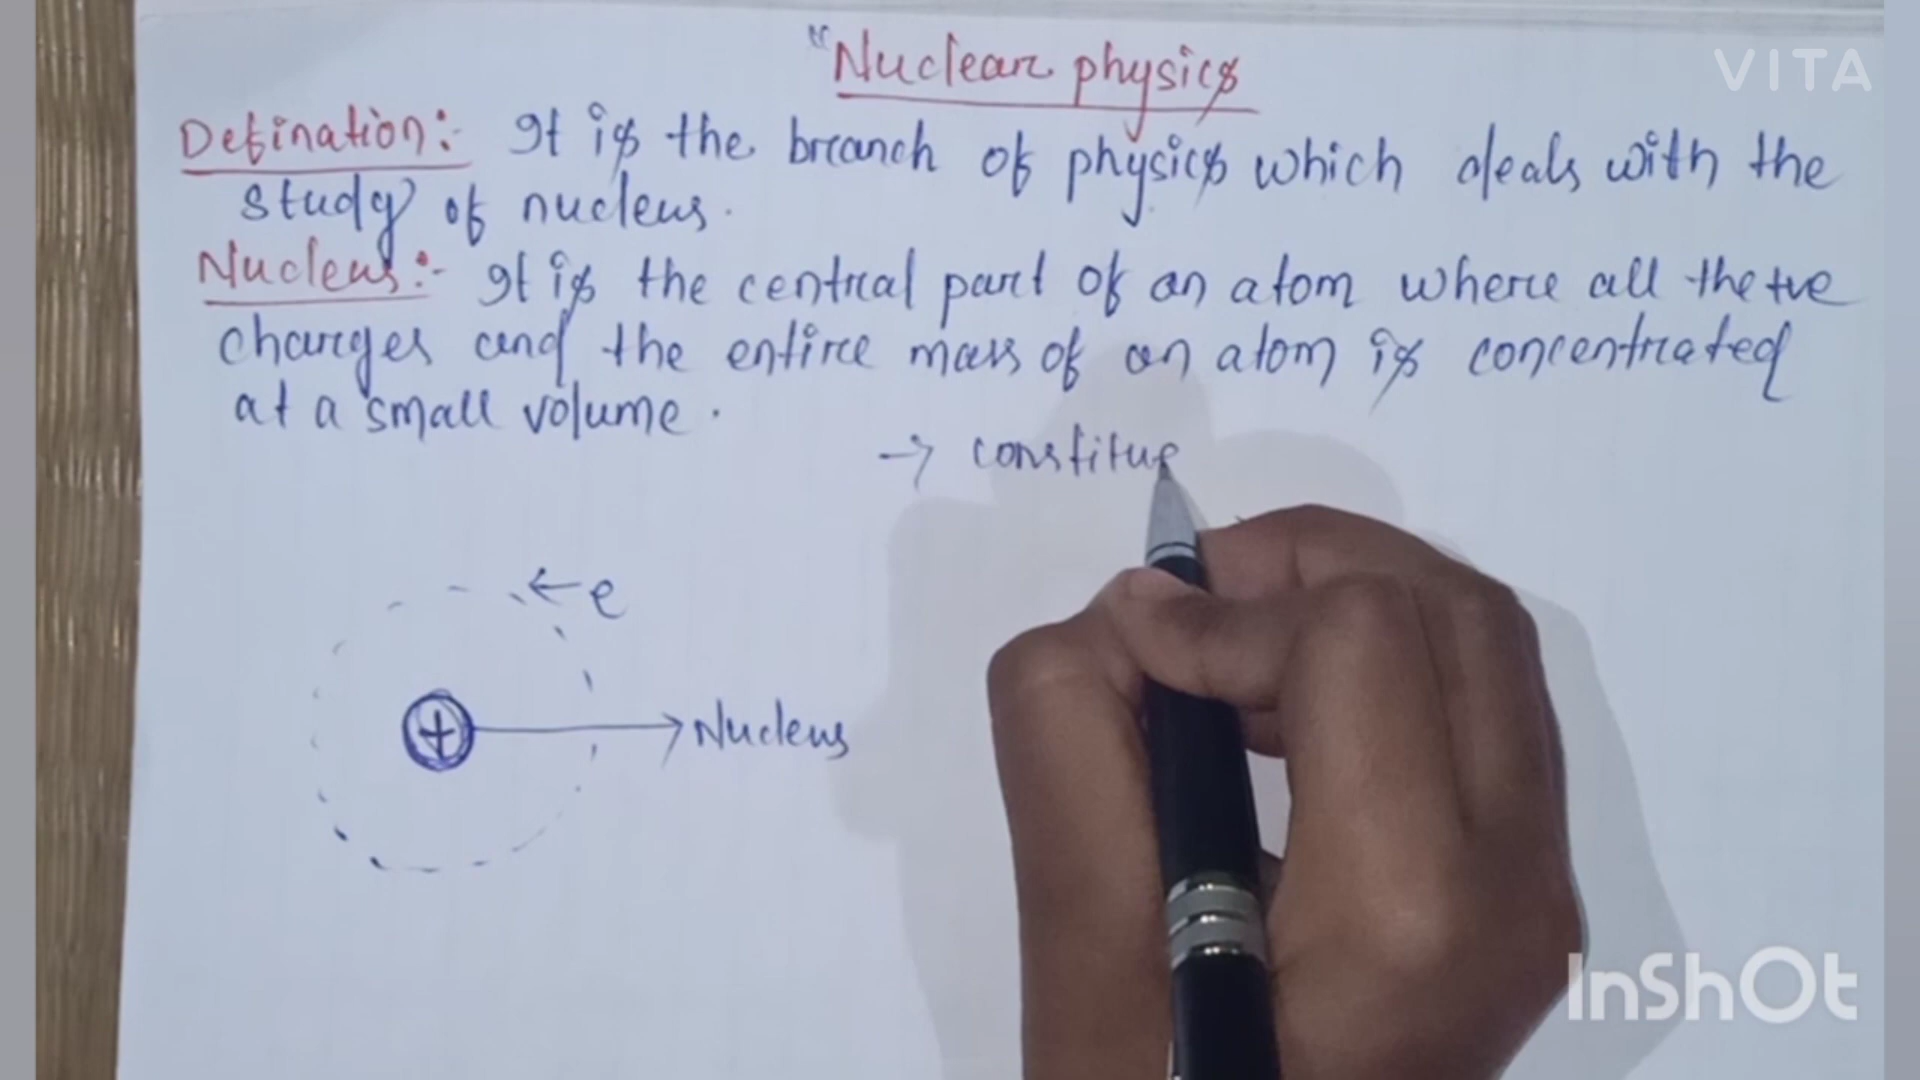 "Nuclear physics
VITA
Defination:- It is the branch of physics which deals with the
study of nucleus.
Nucleus:- It is the central part of an atom where all the +ve
charges and the entire mass of an atom is concentrated
at a small volume.
→ constitue
← e
+
→ Nucleus
InShOt